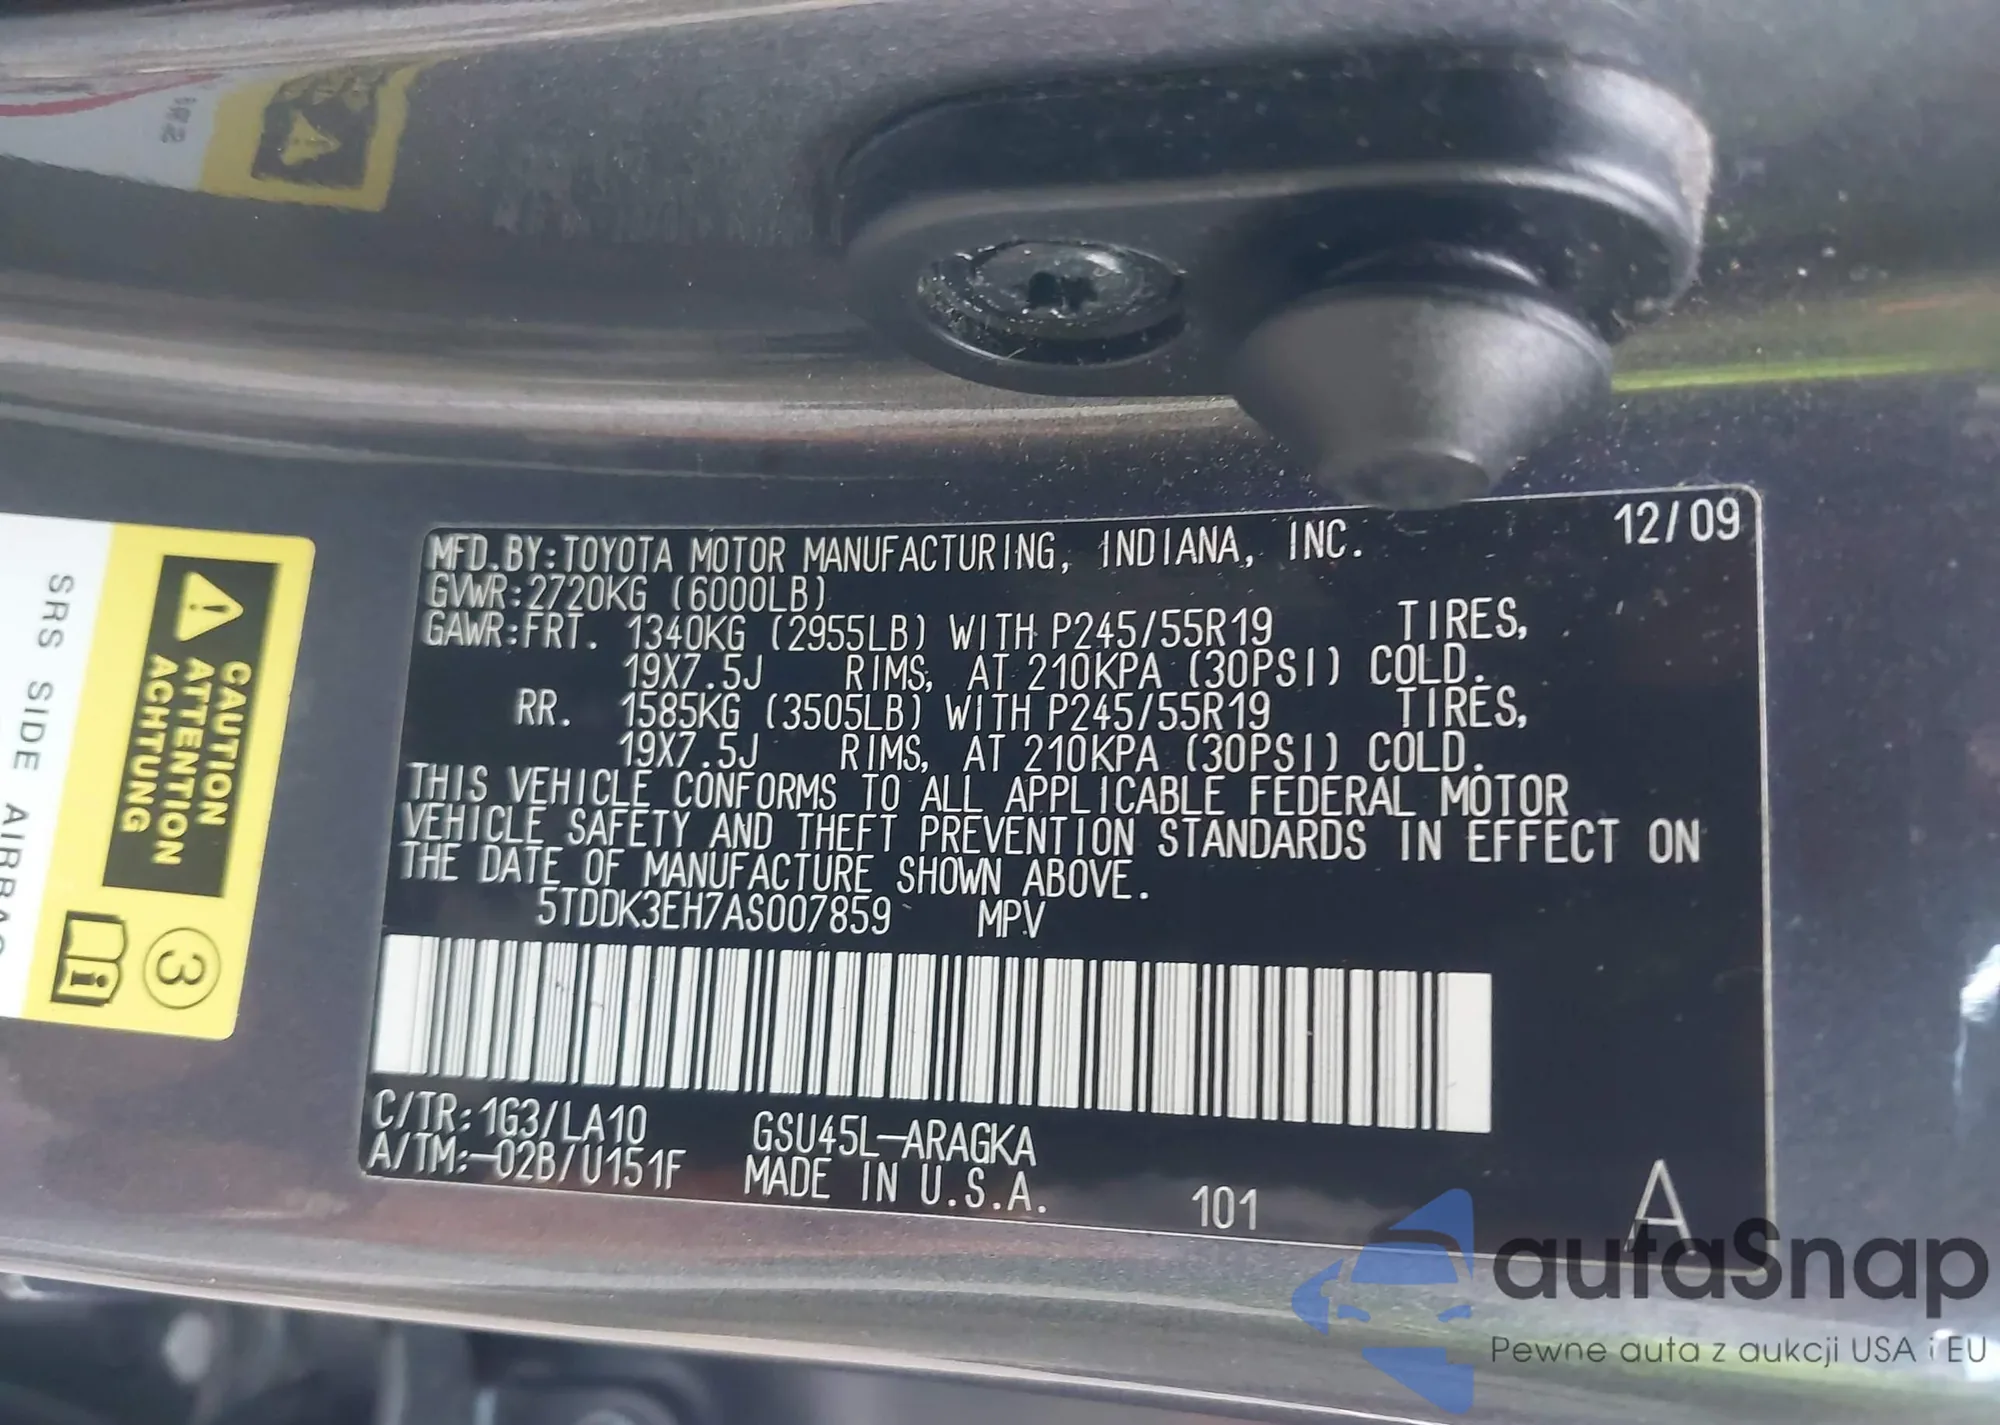 12/09
MFD.BY:TOYOTA MOTOR MANUFACTURING, INDIANA, INC.
GVWR:2720KG (6000LB)
GAWR:FRT. 1340KG (2955LB) WITH P245/55R19 TIRES,
19X7.5J RIMS, AT 210KPA (30PSI) COLD.
RR. 1585KG (3505LB) WITH P245/55R19 TIRES,
19X7.5J RIMS, AT 210KPA (30PSI) COLD.
THIS VEHICLE CONFORMS TO ALL APPLICABLE FEDERAL MOTOR
VEHICLE SAFETY AND THEFT PREVENTION STANDARDS IN EFFECT ON
THE DATE OF MANUFACTURE SHOWN ABOVE.
5TDDK3EH7AS007859 MPV
C/TR:1G3/LA10 GSU45L-ARAGKA
A/TM:-02B/U151F MADE IN U.S.A. 101 A
CAUTION
ATTENTION
ACHTUNG
3
SRS SIDE AIRBAG
autaSnap
Pewne auta z aukcji USA i EU